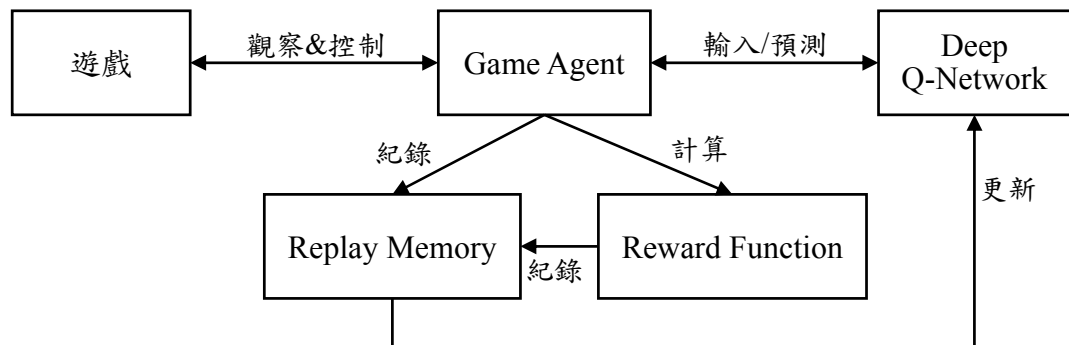 遊戲
觀察&控制
Game Agent
輸入/預測
Deep
Q-Network
紀錄
計算
更新
Replay Memory
紀錄
Reward Function